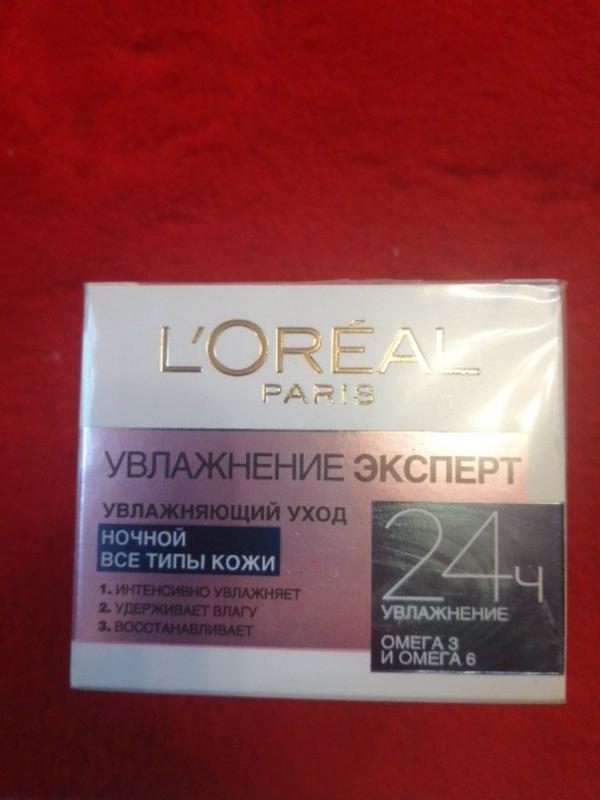 L'ORÉAL
PARIS
УВЛАЖНЕНИЕ ЭКСПЕРТ
УВЛАЖНЯЮЩИЙ УХОД
НОЧНОЙ
ВСЕ ТИПЫ КОЖИ
1. ИНТЕНСИВНО УВЛАЖНЯЕТ
2. УДЕРЖИВАЕТ ВЛАГУ
3. ВОССТАНАВЛИВАЕТ
24ч
УВЛАЖНЕНИЕ
ОМЕГА 3
И ОМЕГА 6